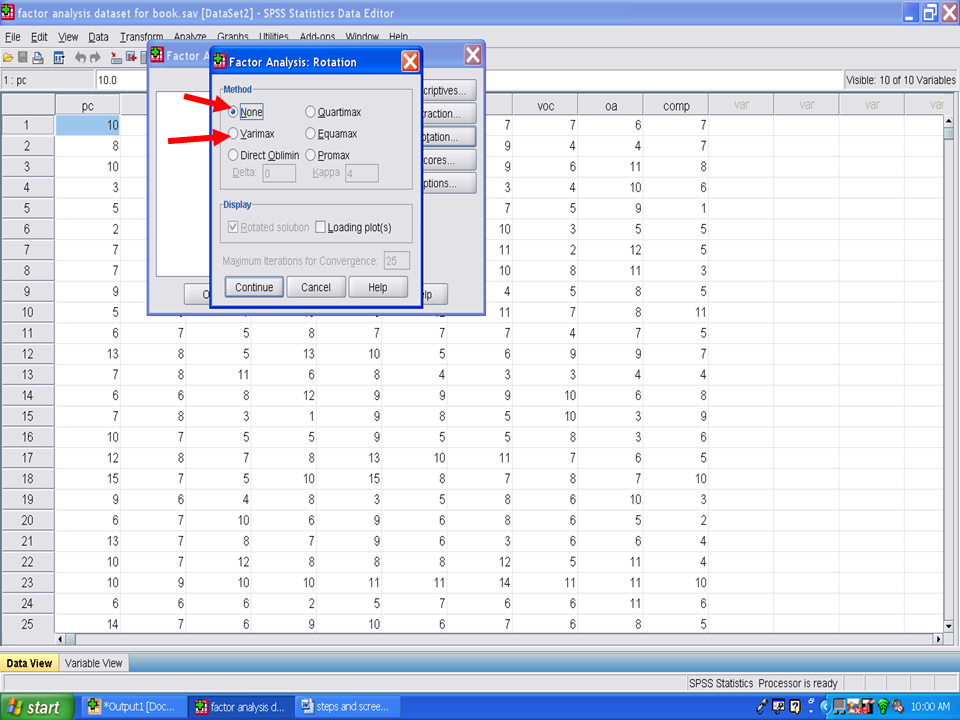 factor analysis dataset for book.sav [DataSet2] - SPSS Statistics Data Editor
File Edit View Data Transform Analyze Graphs Utilities Add-ons Window Help
1 : pc 10.0 Visible: 10 of 10 Variables
Factor A
Factor Analysis: Rotation
Method
None Quartimax
Varimax Equamax
Direct Oblimin Promax
Delta: 0 Kappa 4
Display
Rotated solution Loading plot(s)
Maximum Iterations for Convergence: 25
Continue Cancel Help
criptives...
traction...
otation...
cores...
ptions...
O
elp
pc voc oa comp var var var var
1 10 7 7 6 7
2 8 9 4 4 7
3 10 9 6 11 8
4 3 3 4 10 6
5 5 7 5 9 1
6 2 10 3 5 5
7 7 11 2 12 5
8 7 10 8 11 3
9 9 4 5 8 5
10 5 11 7 8 11
11 6 7 5 8 7 7 7 4 7 5
12 13 8 5 13 10 5 6 9 9 7
13 7 8 11 6 8 4 3 3 4 4
14 6 6 8 12 9 9 9 10 6 8
15 7 8 3 1 9 8 5 10 3 9
16 10 7 5 5 9 5 5 8 3 6
17 12 8 7 8 13 10 11 7 6 5
18 15 7 5 10 15 8 7 8 7 10
19 9 6 4 8 3 5 8 6 10 3
20 6 7 10 6 9 6 8 6 5 2
21 13 7 8 7 9 6 3 6 6 4
22 10 7 12 8 8 8 12 5 11 4
23 10 9 10 10 11 11 14 11 11 10
24 6 6 6 2 5 7 6 6 11 6
25 14 7 6 9 10 6 7 6 8 5
Data View Variable View
SPSS Statistics Processor is ready
start *Output1 [Doc... factor analysis d... steps and scree... 10:00 AM